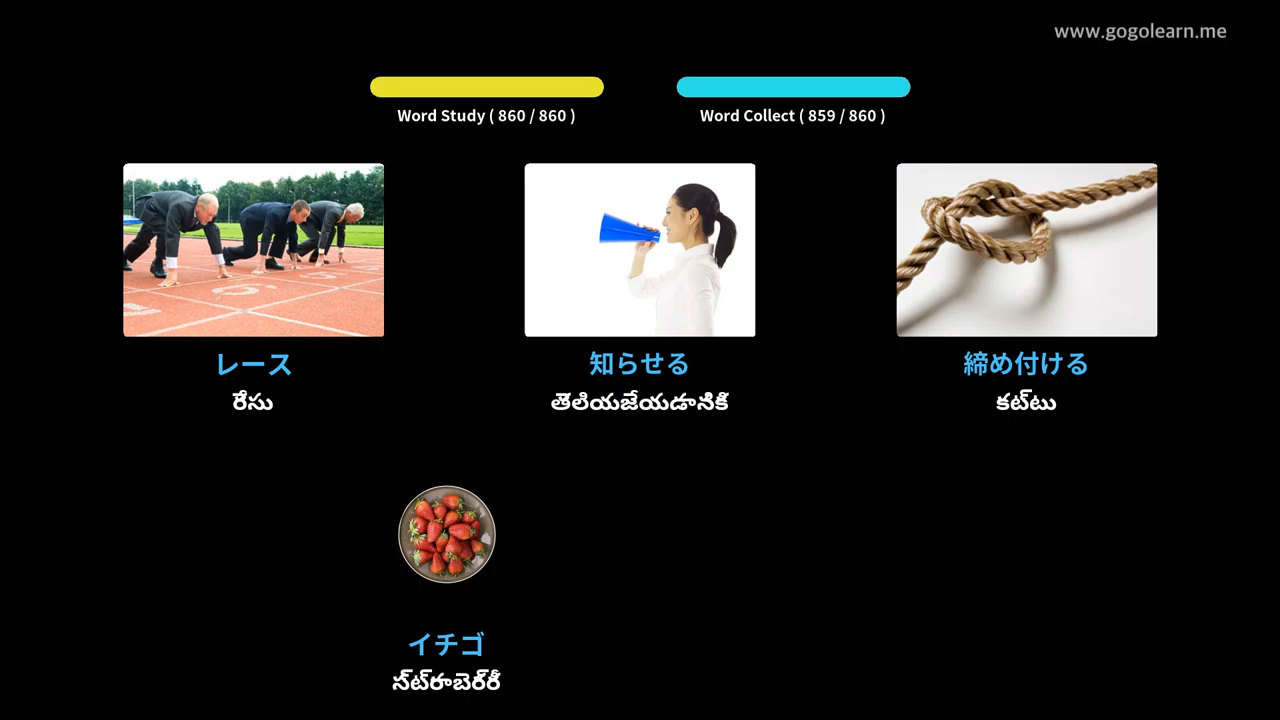 www.gogolearn.me
Word Study ( 860 / 860 )
Word Collect ( 859 / 860 )
レース
知らせる
締め付ける
రేసు
తెలియజేయడానికి
కట్టు
イチゴ
స్ట్రాబెర్రీ